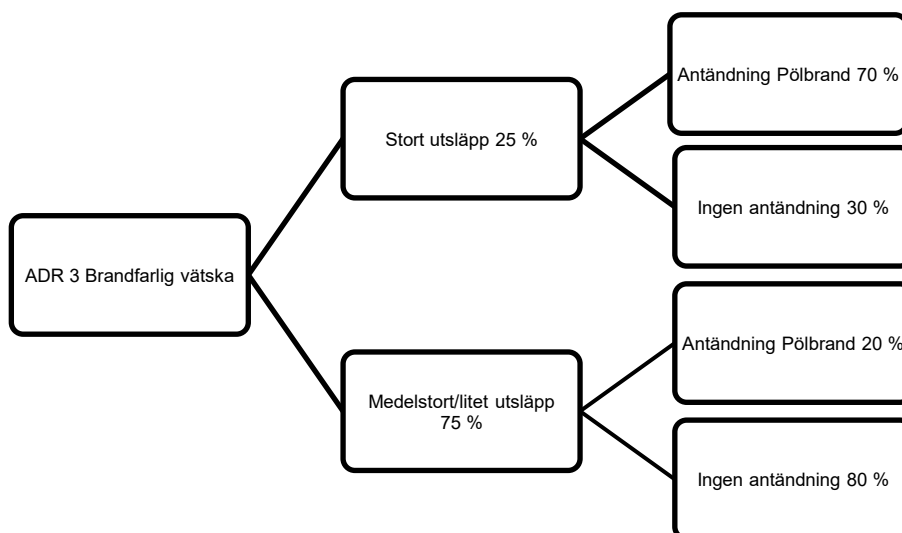 Antändning Pölbrand 70 %
Stort utsläpp 25 %
Ingen antändning 30 %
ADR 3 Brandfarlig vätska
Antändning Pölbrand 20 %
Medelstort/litet utsläpp
75 %
Ingen antändning 80 %